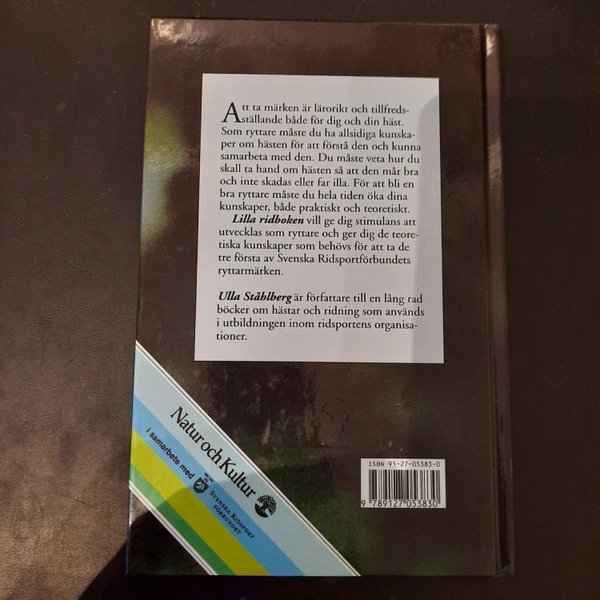 Att ta märken är lärorikt och tillfreds-
ställande både för dig och din häst.
Som ryttare måste du ha allsidiga kunska-
per om hästen för att förstå den och kunna
samarbeta med den. Du måste veta hur du
skall ta hand om hästen så att den mår bra
och inte skadas eller far illa. För att bli en
bra ryttare måste du hela tiden öka dina
kunskaper, både praktiskt och teoretiskt.
Lilla ridboken vill ge dig stimulans att
utvecklas som ryttare och ger dig de teore-
tiska kunskaper som behövs för att ta de
tre första av Svenska Ridsportförbundets
ryttarmärken.
Ulla Ståhlberg är författare till en lång rad
böcker om hästar och ridning som används
i utbildningen inom ridsportens organisa-
tioner.
Natur och Kultur
i samarbete med
SVENSKA RIDSPORT
FÖRBUNDET
ISBN 91-27-05383-0
9 789127 053830